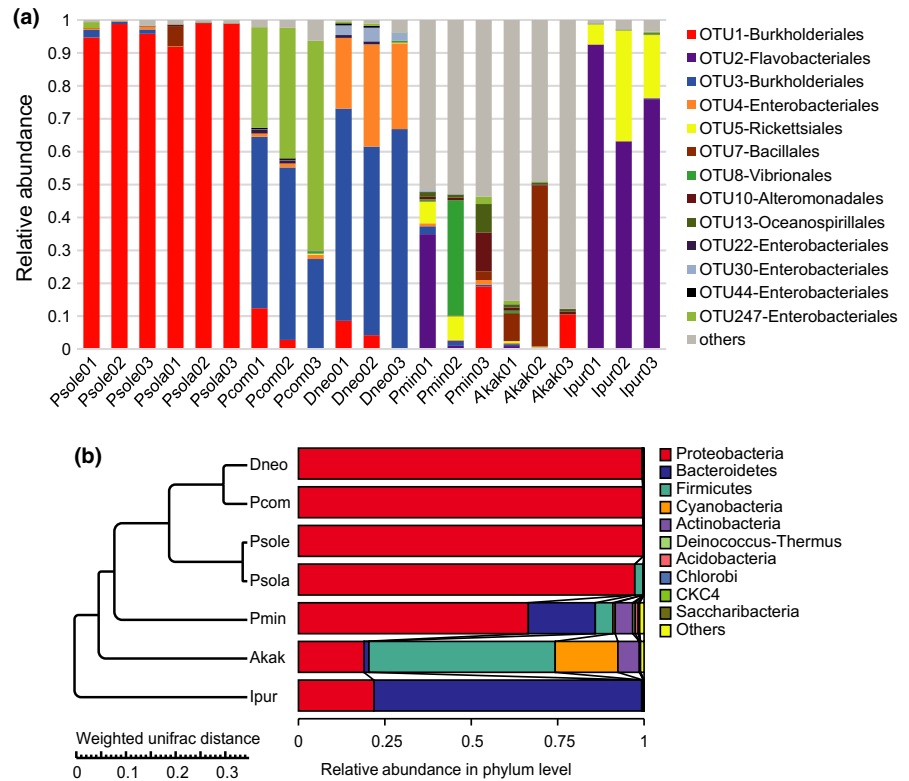 (a)
Relative abundance
1
0.9
0.8
0.7
0.6
0.5
0.4
0.3
0.2
0.1
0
Psole01
Psole02
Psole03
Psola01
Psola02
Psola03
Pcom01
Pcom02
Pcom03
Dneo01
Dneo02
Dmeo03
Pmin01
Pmin02
Pmin03
Akak01
Akak02
Akak03
Ipur01
Ipur02
Ipur03
OTU1-Burkholderiales
OTU2-Flavobacteriales
OTU3-Burkholderiales
OTU4-Enterobacteriales
OTU5-Rickettsiales
OTU7-Bacillales
OTU8-Vibrionales
OTU10-Alteromonadales
OTU13-Oceanospirillales
OTU22-Enterobacteriales
OTU30-Enterobacteriales
OTU44-Enterobacteriales
OTU247-Enterobacteriales
others
(b)
Dneo
Pcom
Psole
Psola
Pmin
Akak
Ipur
Weighted unifrac distance
0 0.1 0.2 0.3
0 0.25 0.5 0.75 1
Relative abundance in phylum level
Proteobacteria
Bacteroidetes
Firmicutes
Cyanobacteria
Actinobacteria
Deinococcus-Thermus
Acidobacteria
Chlorobi
CKC4
Saccharibacteria
Others